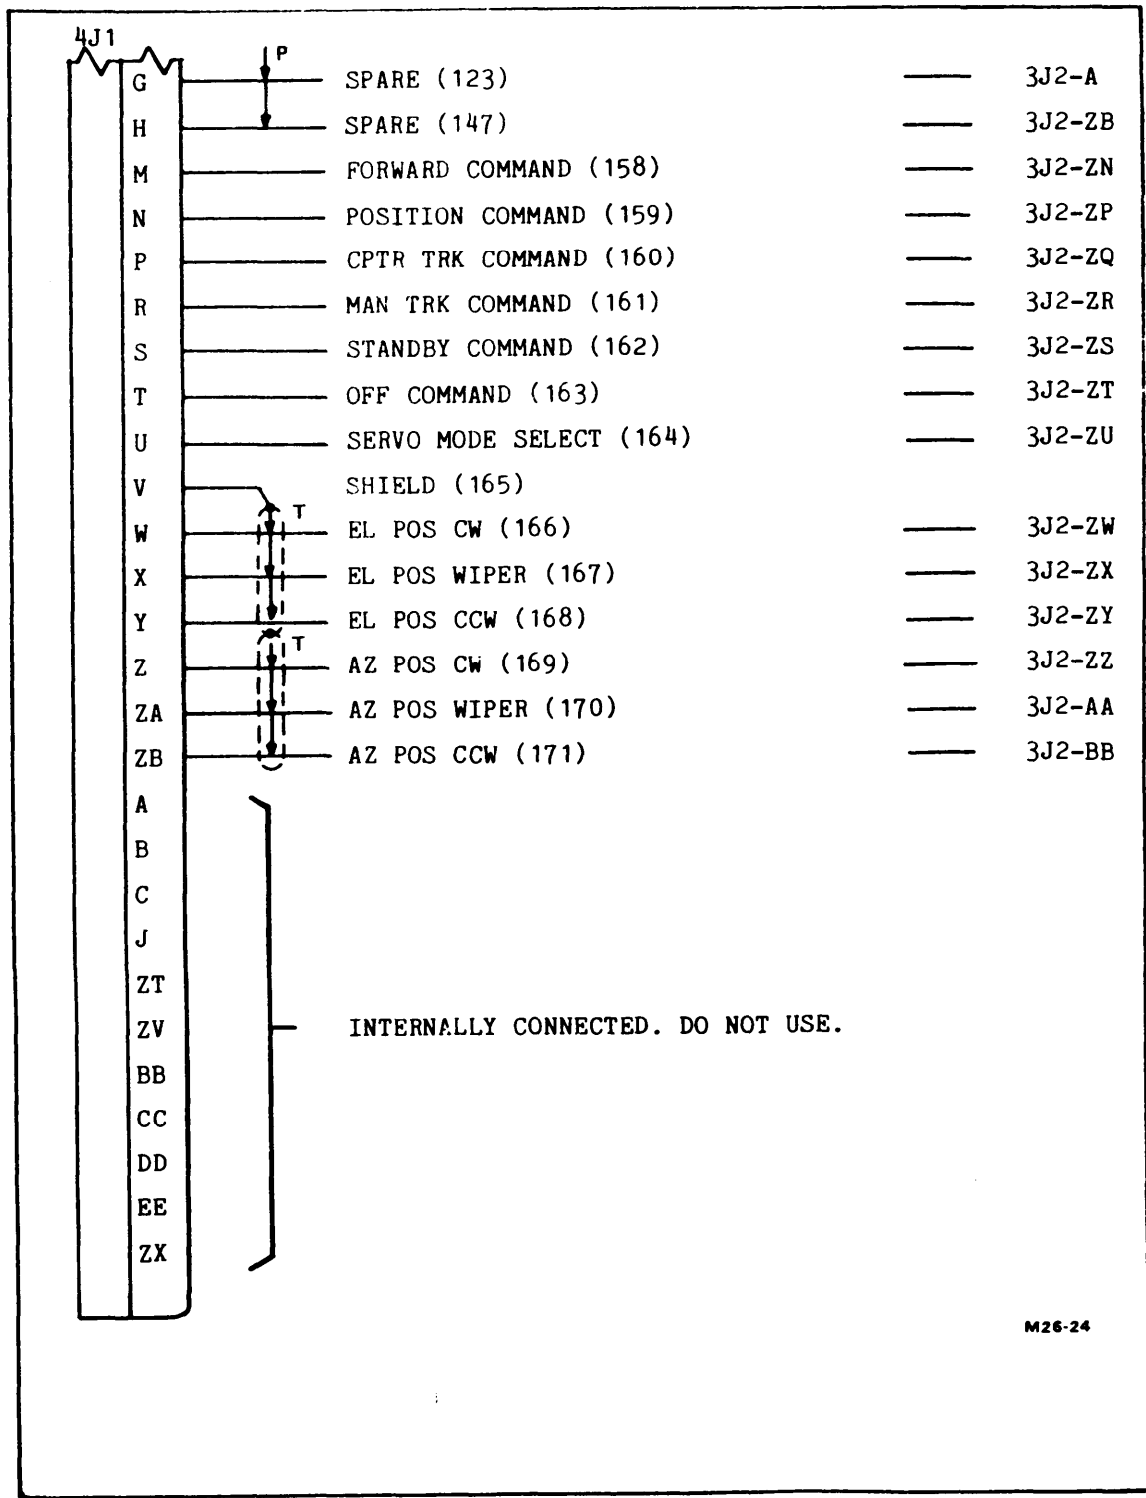 4J1
P
G SPARE (123) 3J2-A
H SPARE (147) 3J2-ZB
M FORWARD COMMAND (158) 3J2-ZN
N POSITION COMMAND (159) 3J2-ZP
P CPTR TRK COMMAND (160) 3J2-ZQ
R MAN TRK COMMAND (161) 3J2-ZR
S STANDBY COMMAND (162) 3J2-ZS
T OFF COMMAND (163) 3J2-ZT
U SERVO MODE SELECT (164) 3J2-ZU
V SHIELD (165)
T
W EL POS CW (166) 3J2-ZW
X EL POS WIPER (167) 3J2-ZX
Y EL POS CCW (168) 3J2-ZY
T
Z AZ POS CW (169) 3J2-ZZ
ZA AZ POS WIPER (170) 3J2-AA
ZB AZ POS CCW (171) 3J2-BB
A
B
C
J
ZT
ZV INTERNALLY CONNECTED. DO NOT USE.
BB
CC
DD
EE
ZX
M26-24